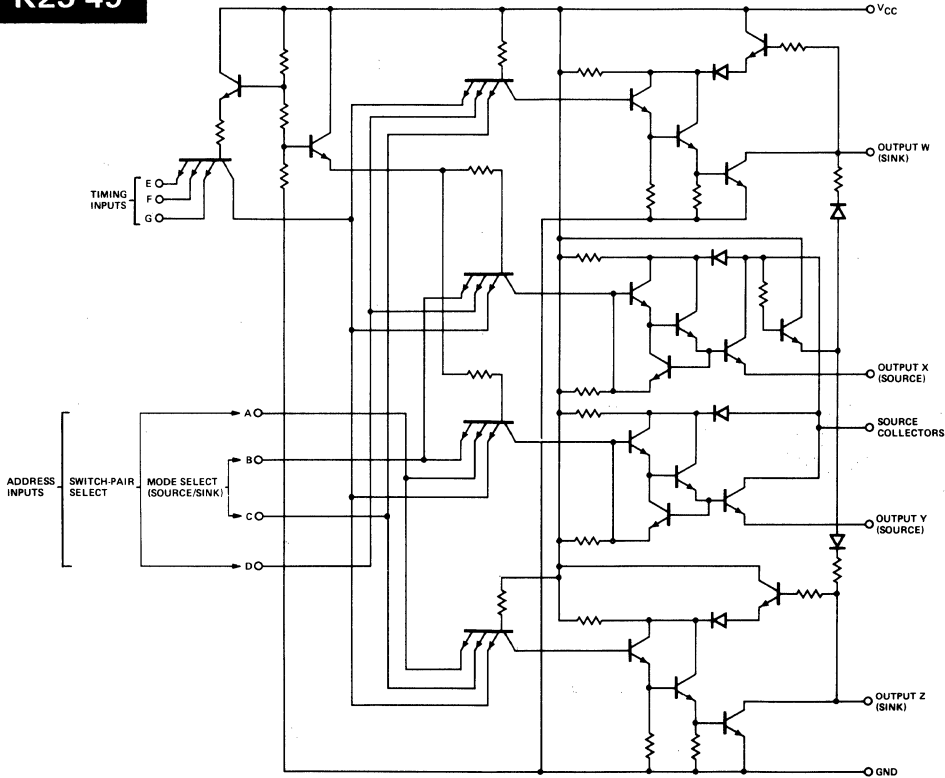 VCC
OUTPUT W
(SINK)
TIMING
INPUTS
E
F
G
OUTPUT X
(SOURCE)
SOURCE
COLLECTORS
ADDRESS
INPUTS
SWITCH-PAIR
SELECT
MODE SELECT
(SOURCE/SINK)
A
B
C
D
OUTPUT Y
(SOURCE)
OUTPUT Z
(SINK)
GND